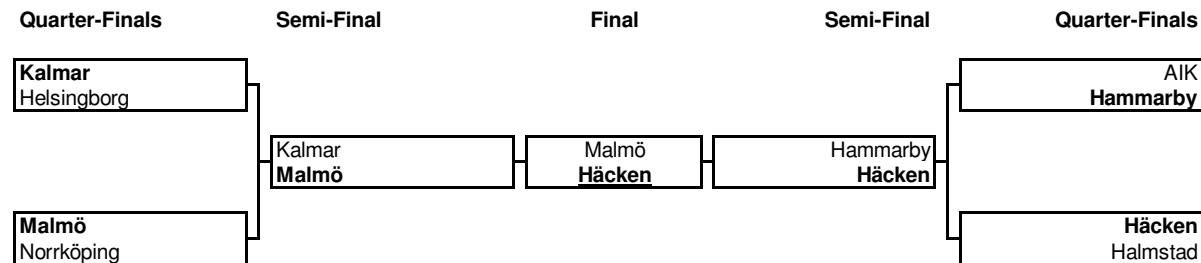 Quarter-Finals Semi-Final Final Semi-Final Quarter-Finals
Kalmar AIK
Helsingborg Hammarby
Kalmar Malmö Hammarby
Malmö Häcken Häcken
Malmö Häcken
Norrköping Halmstad